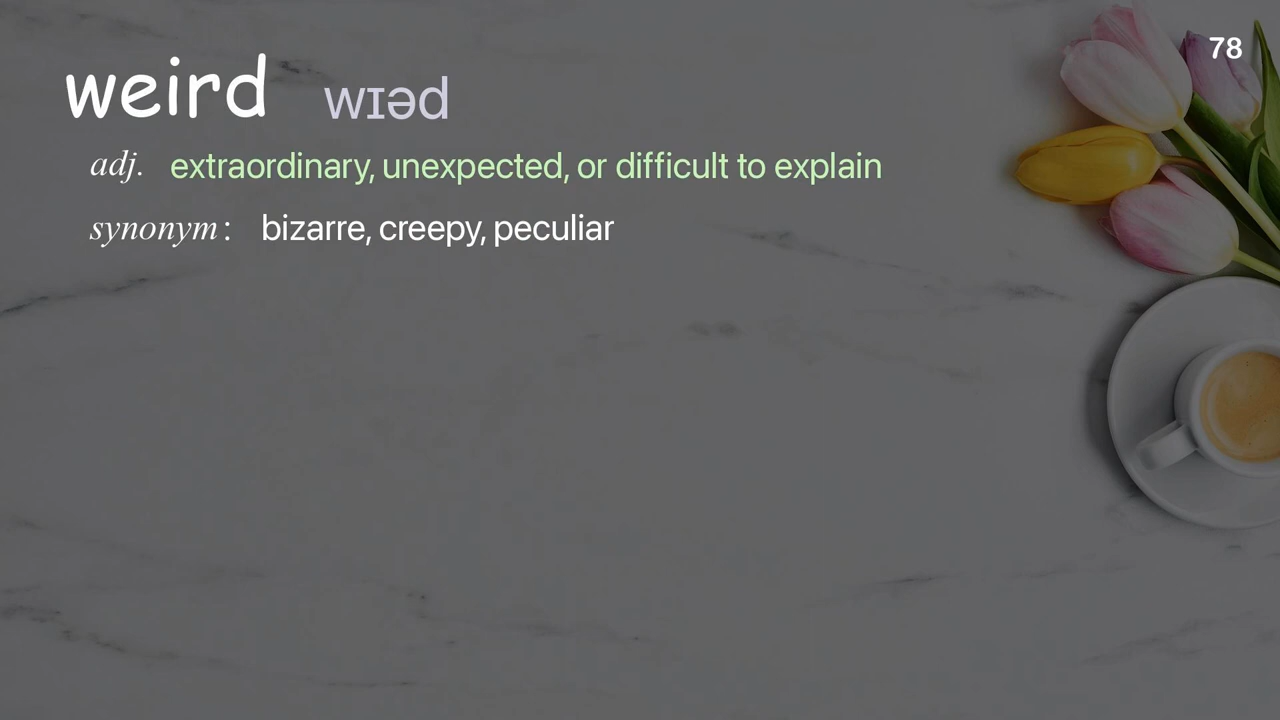 78
weird wɪəd
adj. extraordinary, unexpected, or difficult to explain
synonym : bizarre, creepy, peculiar